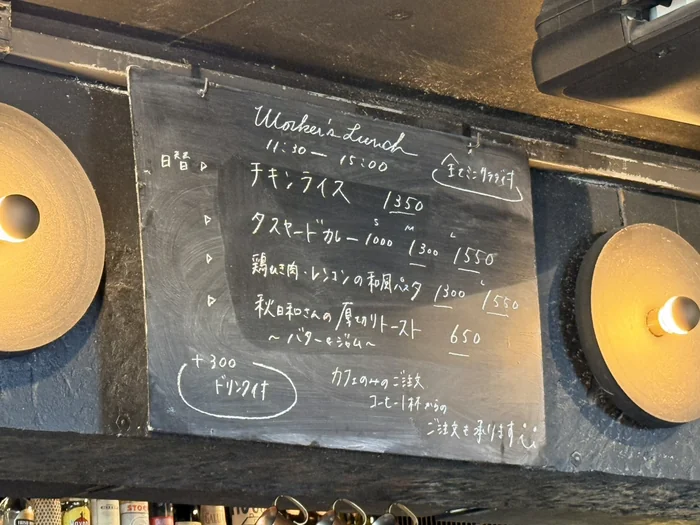 Worker's Lunch
11:30 — 15:00
全てミニサラダ付
日替 ▷ チキンライス 1350
▷ タスヤードカレー S 1000 M 1300 L 1550
▷ 鶏ひき肉・レンコンの和風パスタ 1300 L 1550
▷ 秋日和さんの厚切りトースト 650
～バター&ジャム～
+300
ドリンク付
カフェのみのご注文
コーヒー1杯からの
ご注文も承ります